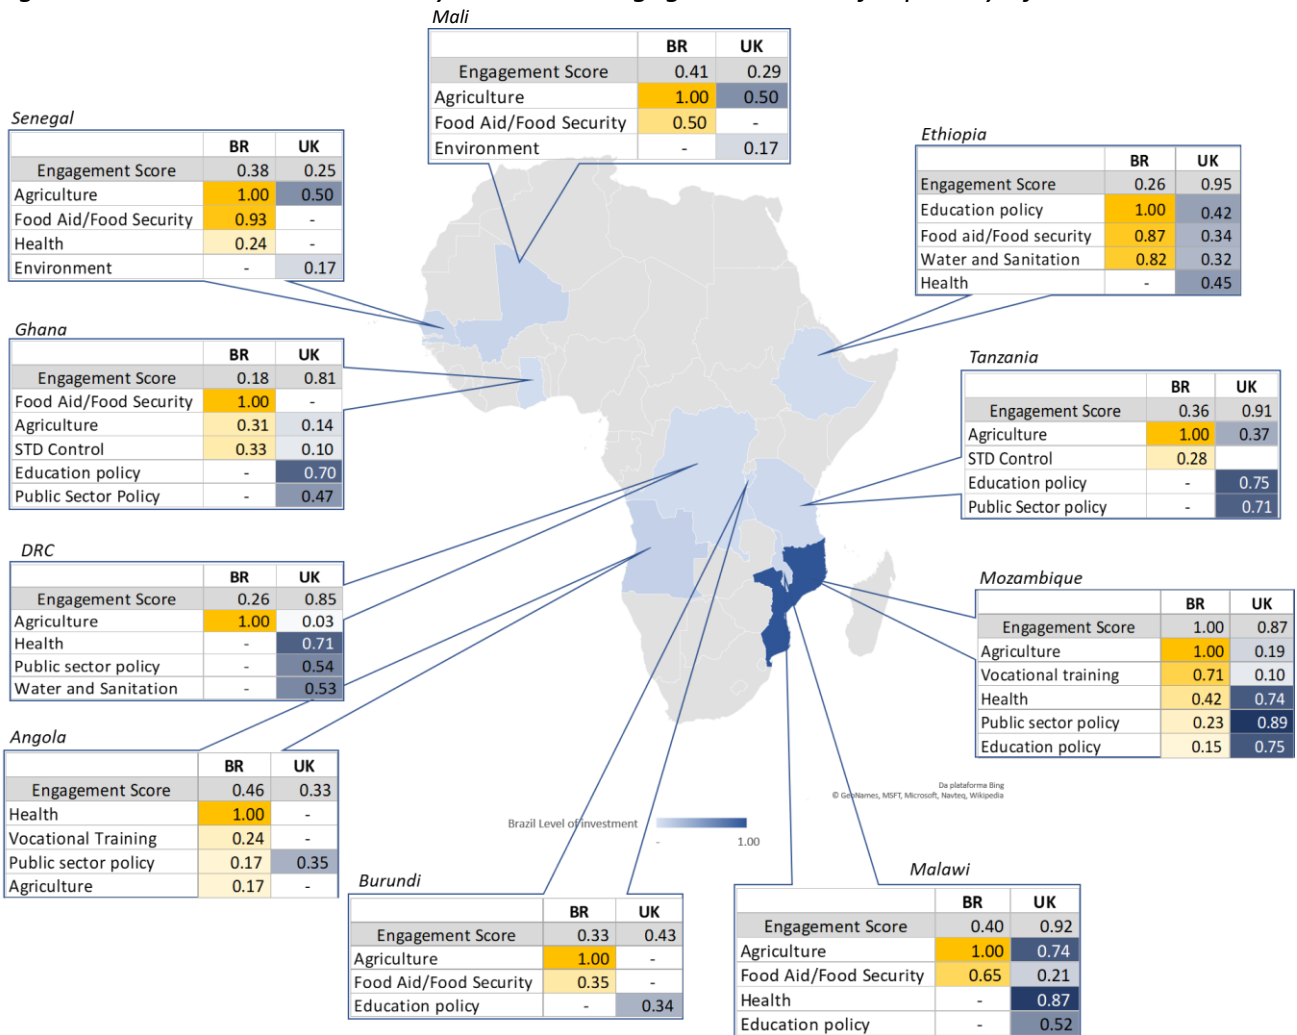 Mali
BR UK
Engagement Score 0.41 0.29
Agriculture 1.00 0.50
Food Aid/Food Security 0.50 -
Environment - 0.17
Senegal
BR UK
Engagement Score 0.38 0.25
Agriculture 1.00 0.50
Food Aid/Food Security 0.93 -
Health 0.24 -
Environment - 0.17
Ethiopia
BR UK
Engagement Score 0.26 0.95
Education policy 1.00 0.42
Food aid/Food security 0.87 0.34
Water and Sanitation 0.82 0.32
Health - 0.45
Ghana
BR UK
Engagement Score 0.18 0.81
Food Aid/Food Security 1.00 -
Agriculture 0.31 0.14
STD Control 0.33 0.10
Education policy - 0.70
Public Sector Policy - 0.47
Tanzania
BR UK
Engagement Score 0.36 0.91
Agriculture 1.00 0.37
STD Control 0.28
Education policy - 0.75
Public Sector policy - 0.71
DRC
BR UK
Engagement Score 0.26 0.85
Agriculture 1.00 0.03
Health - 0.71
Public sector policy - 0.54
Water and Sanitation - 0.53
Mozambique
BR UK
Engagement Score 1.00 0.87
Agriculture 1.00 0.19
Vocational training 0.71 0.10
Health 0.42 0.74
Public sector policy 0.23 0.89
Education policy 0.15 0.75
Angola
BR UK
Engagement Score 0.46 0.33
Health 1.00 -
Vocational Training 0.24 -
Public sector policy 0.17 0.35
Agriculture 0.17 -
Da plataforma Bing
© GeoNames, MSFT, Microsoft, Navteq, Wikipedia
Brazil Level of investment
- 1.00
Burundi
BR UK
Engagement Score 0.33 0.43
Agriculture 1.00 -
Food Aid/Food Security 0.35 -
Education policy - 0.34
Malawi
BR UK
Engagement Score 0.40 0.92
Agriculture 1.00 0.74
Food Aid/Food Security 0.65 0.21
Health - 0.87
Education policy - 0.52